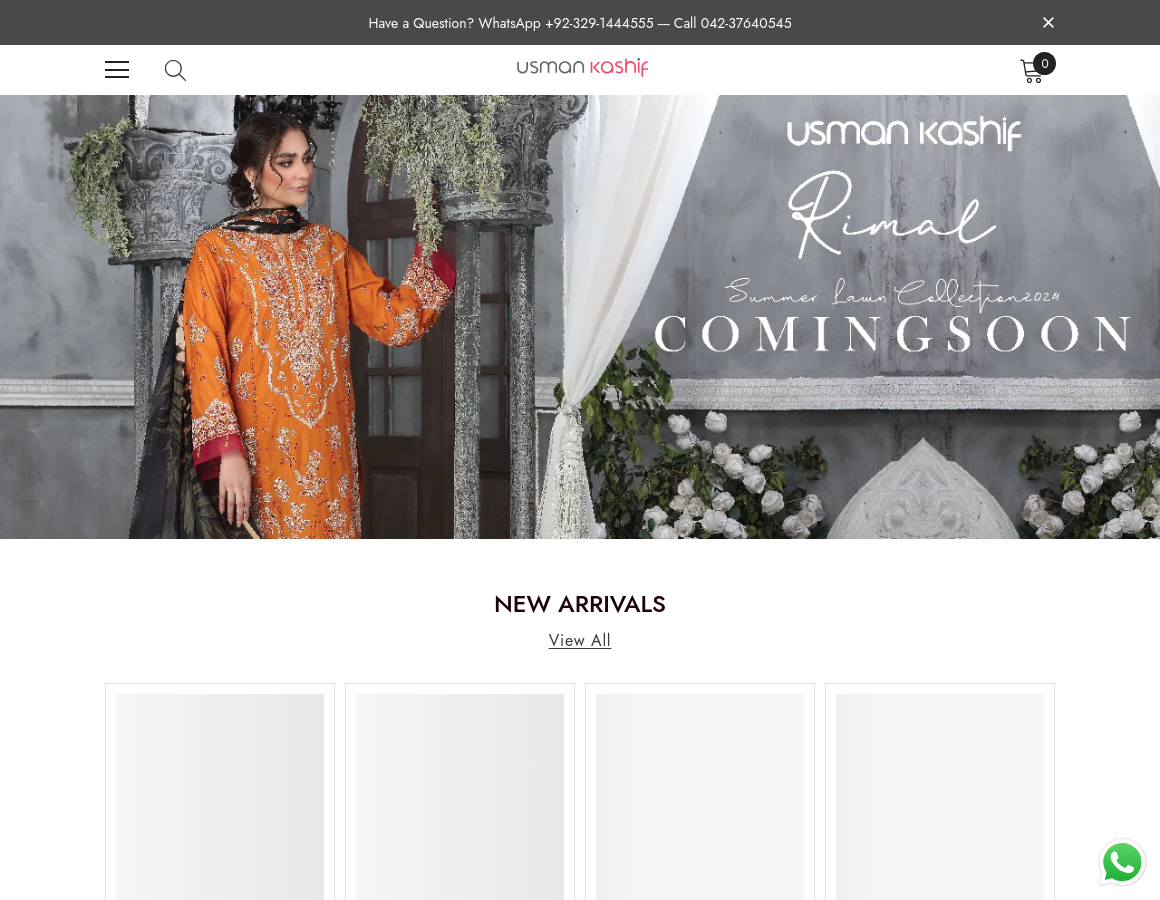 Have a Question? WhatsApp +92-329-1444555 ---- Call 042-37640545
usman kashif
0
usman kashif
Rimal
Summer Lawn Collection2024
COMINGSOON
NEW ARRIVALS
View All